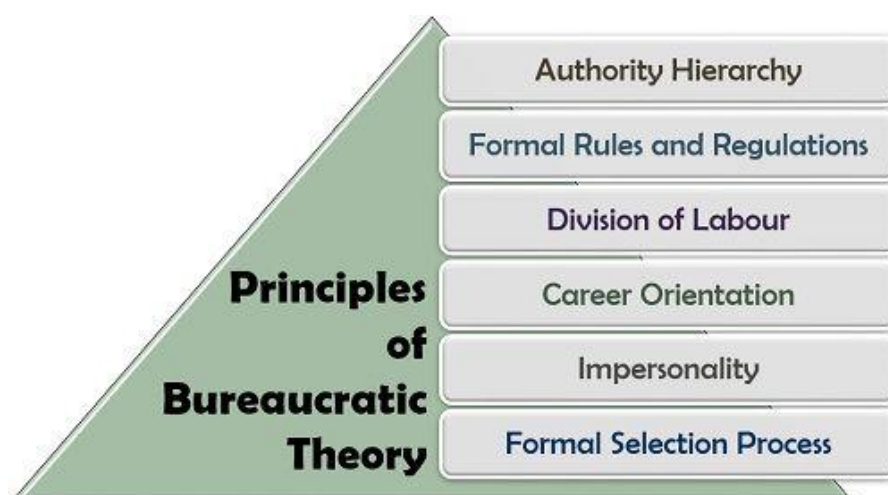 Authority Hierarchy
Formal Rules and Regulations
Division of Labour
Career Orientation
Impersonality
Formal Selection Process
Principles
of
Bureaucratic
Theory